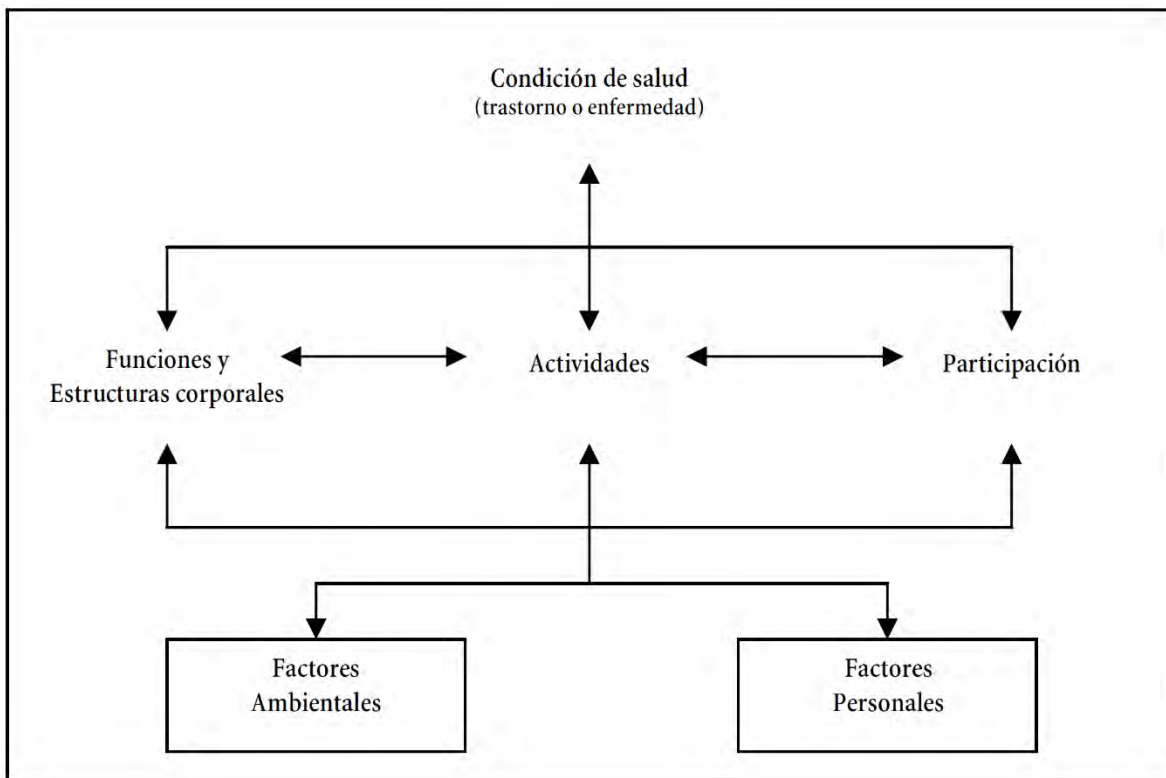 Condición de salud
(trastorno o enfermedad)
Funciones y
Estructuras corporales
Actividades
Participación
Factores
Ambientales
Factores
Personales